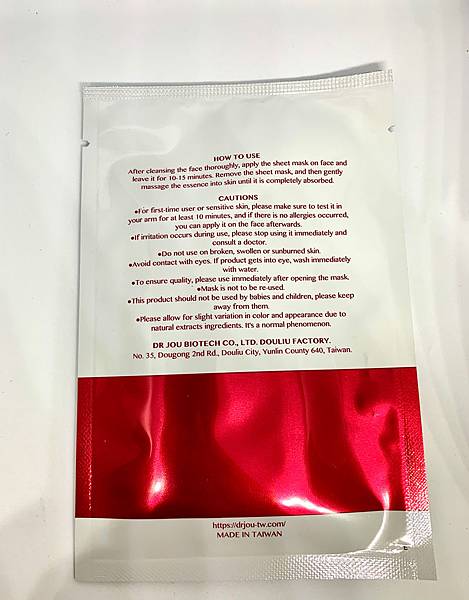 HOW TO USE
After cleansing the face thoroughly, apply the sheet mask on face and
leave it for 10-15 minutes. Remove the sheet mask, and then gently
massage the essence into skin until it is completely absorbed.
CAUTIONS
●For first-time user or sensitive skin, please make sure to test it in
your arm for at least 10 minutes, and if there is no allergies occurred,
you can apply it on the face afterwards.
●If irritation occurs during use, please stop using it immediately and
consult a doctor.
●Do not use on broken, swollen or sunburned skin.
●Avoid contact with eyes. If product gets into eye, wash immediately
with water.
●To ensure quality, please use immediately after opening the mask.
●Mask is not to be re-used.
●This product should not be used by babies and children, please keep
away from them.
●Please allow for slight variation in color and appearance due to
natural extracts ingredients. It's a normal phenomenon.
DR JOU BIOTECH CO., LTD. DOULIU FACTORY.
No. 35, Dougong 2nd Rd., Douliu City, Yunlin County 640, Taiwan.
https://drjou-tw.com/
MADE IN TAIWAN